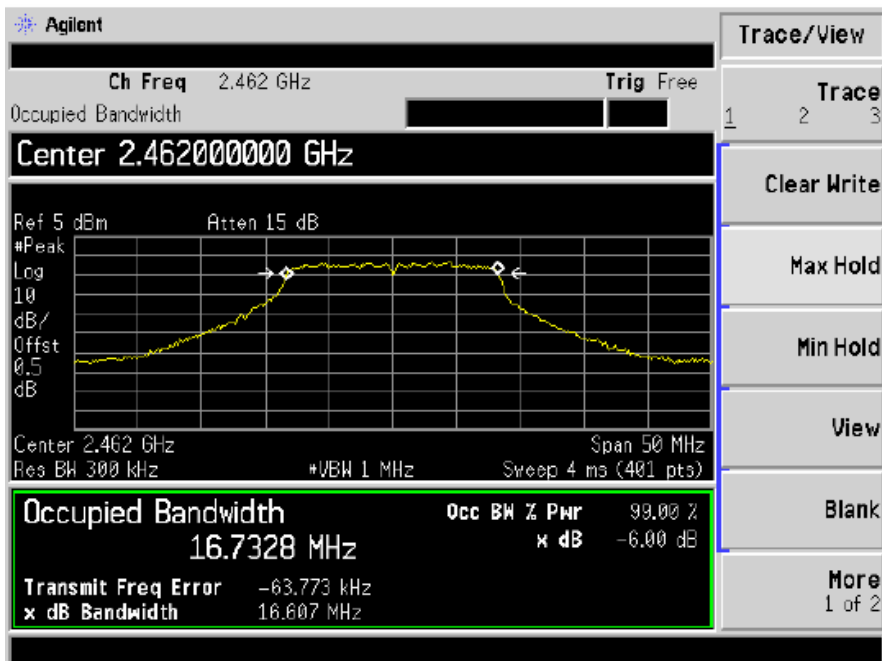 Agilent
Trace/View
Ch Freq 2.462 GHz Trig Free
Occupied Bandwidth
Trace
1 2 3
Center 2.462000000 GHz
Clear Write
Ref 5 dBm Atten 15 dB
#Peak
Log
10
dB/
Offst
0.5
dB
Max Hold
Min Hold
Center 2.462 GHz Span 50 MHz
Res BW 300 kHz #VBW 1 MHz Sweep 4 ms (401 pts)
View
Occupied Bandwidth Occ BW % Pwr 99.00 %
16.7328 MHz x dB -6.00 dB
Blank
Transmit Freq Error -63.773 kHz
x dB Bandwidth 16.607 MHz
More
1 of 2